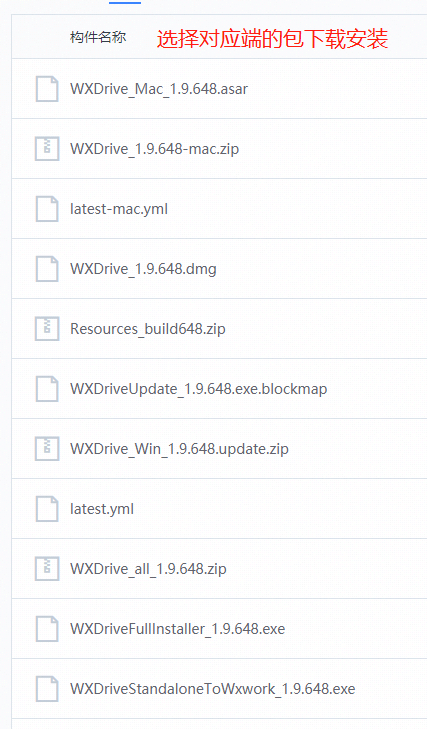 构件名称 选择对应端的包下载安装
WXDrive_Mac_1.9.648.asar
WXDrive_1.9.648-mac.zip
latest-mac.yml
WXDrive_1.9.648.dmg
Resources_build648.zip
WXDriveUpdate_1.9.648.exe.blockmap
WXDrive_Win_1.9.648.update.zip
latest.yml
WXDrive_all_1.9.648.zip
WXDriveFullInstaller_1.9.648.exe
WXDriveStandaloneToWxwork_1.9.648.exe